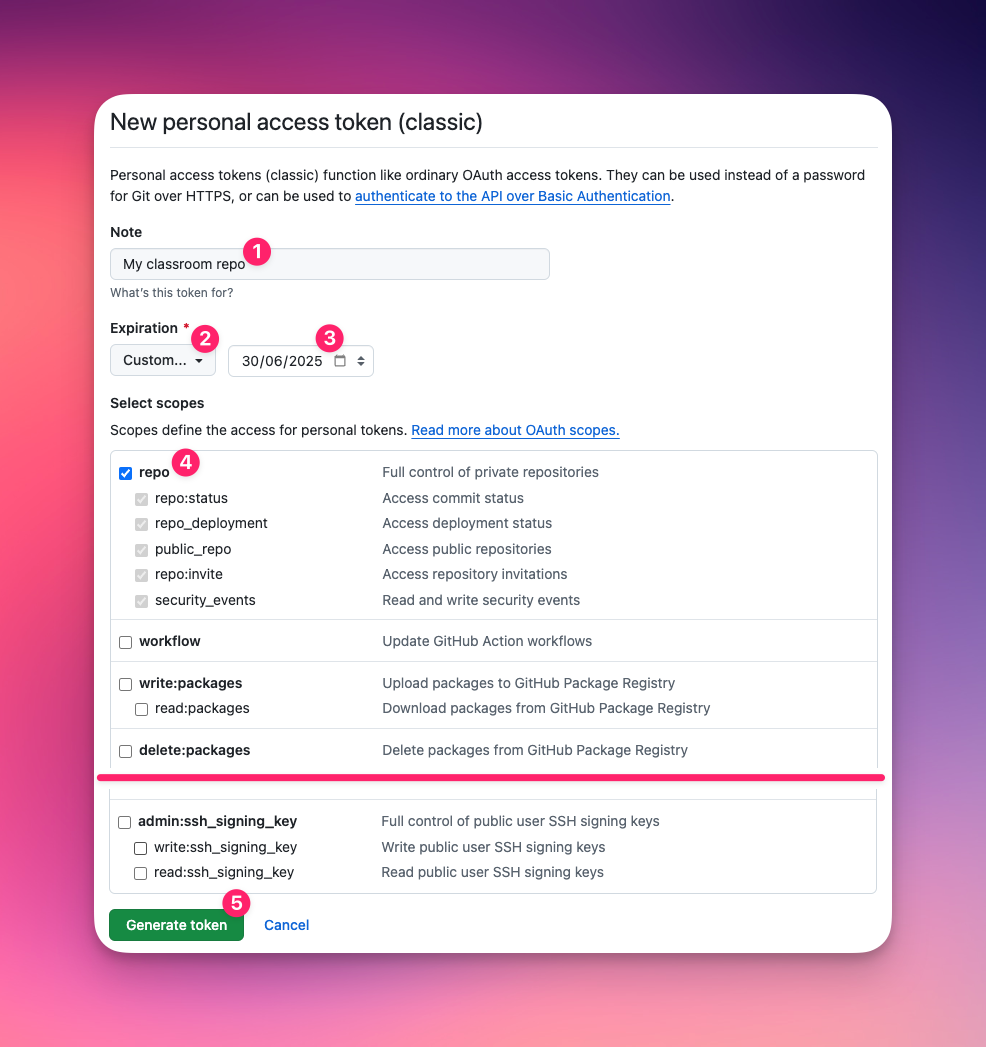 New personal access token (classic)
Personal access tokens (classic) function like ordinary OAuth access tokens. They can be used instead of a password
for Git over HTTPS, or can be used to authenticate to the API over Basic Authentication.
Note
1
My classroom repo
What's this token for?
Expiration *
2
3
Custom...
30/06/2025
Select scopes
Scopes define the access for personal tokens. Read more about OAuth scopes.
4
repo Full control of private repositories
repo:status Access commit status
repo_deployment Access deployment status
public_repo Access public repositories
repo:invite Access repository invitations
security_events Read and write security events
workflow Update GitHub Action workflows
write:packages Upload packages to GitHub Package Registry
read:packages Download packages from GitHub Package Registry
delete:packages Delete packages from GitHub Package Registry
admin:ssh_signing_key Full control of public user SSH signing keys
write:ssh_signing_key Write public user SSH signing keys
read:ssh_signing_key Read public user SSH signing keys
5
Generate token Cancel